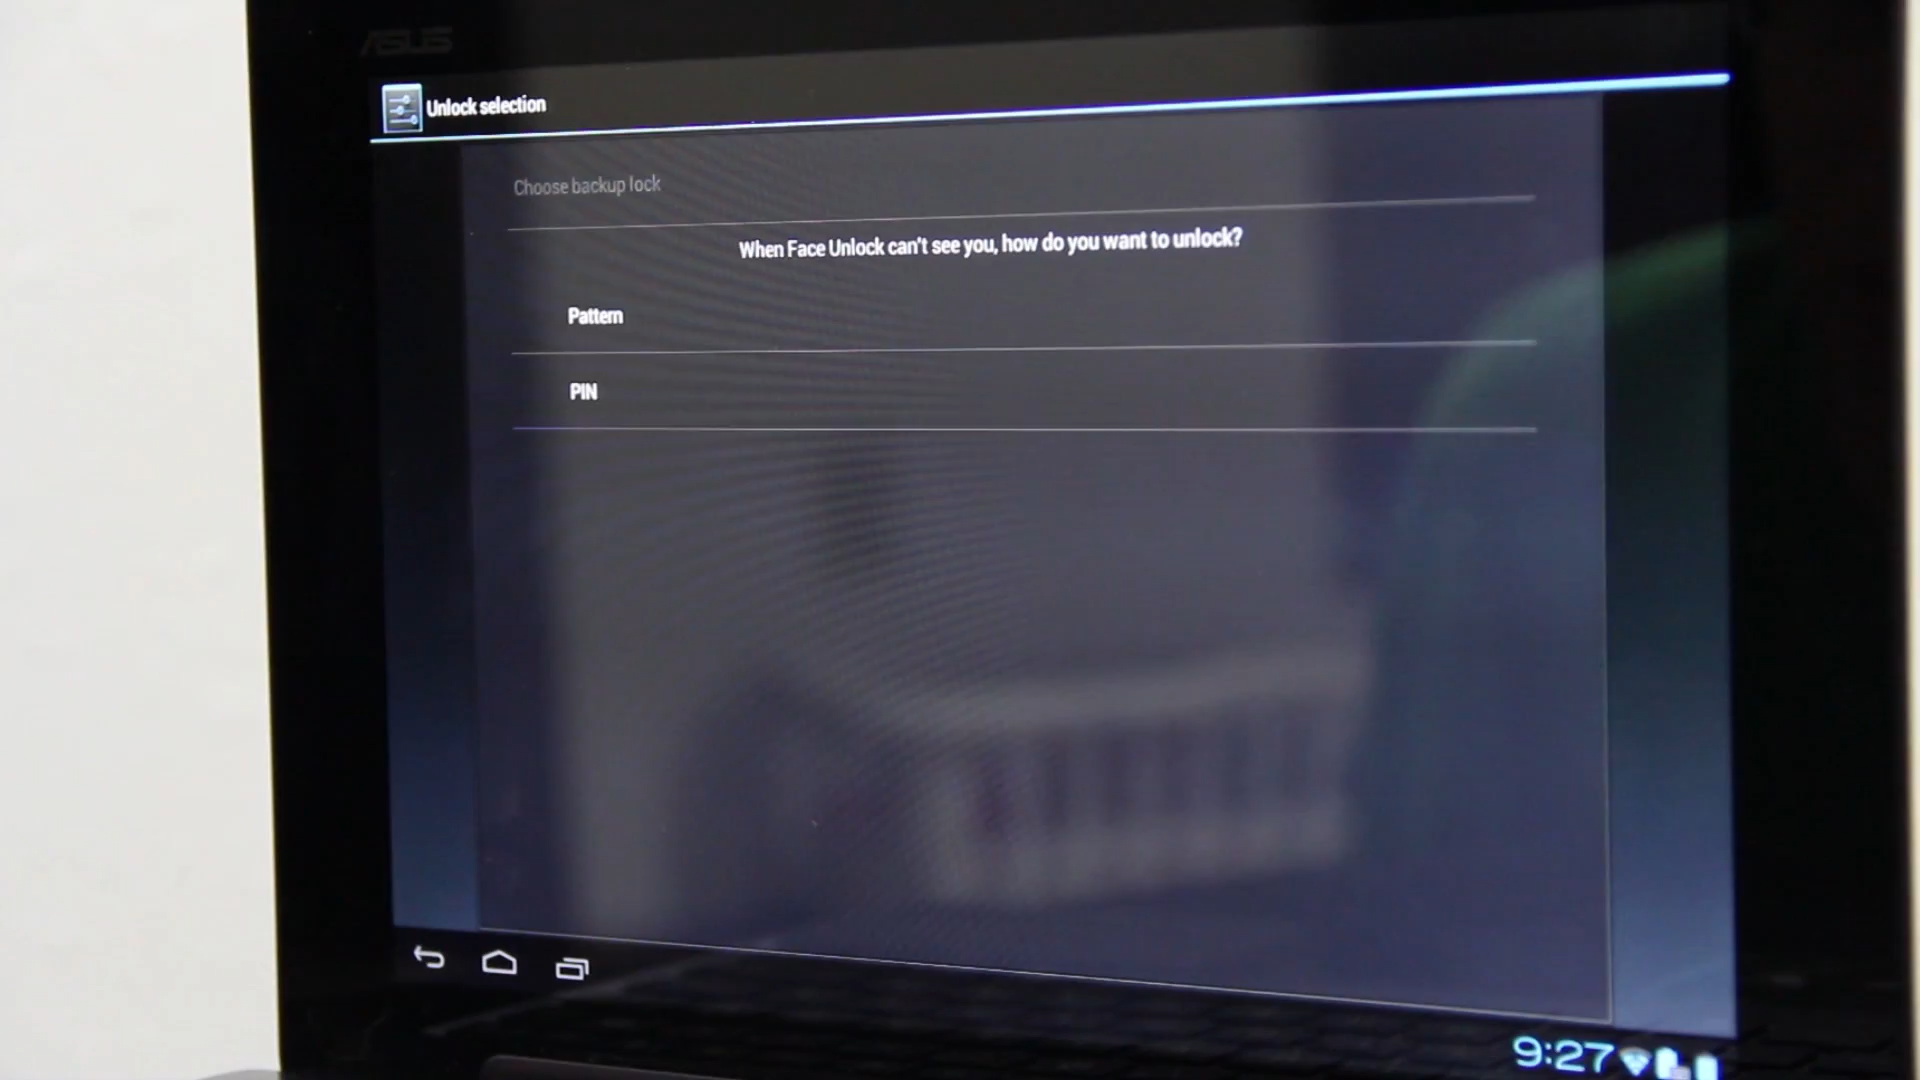 ASUS
Unlock selection
Choose backup lock
When Face Unlock can't see you, how do you want to unlock?
Pattern
PIN
9:27